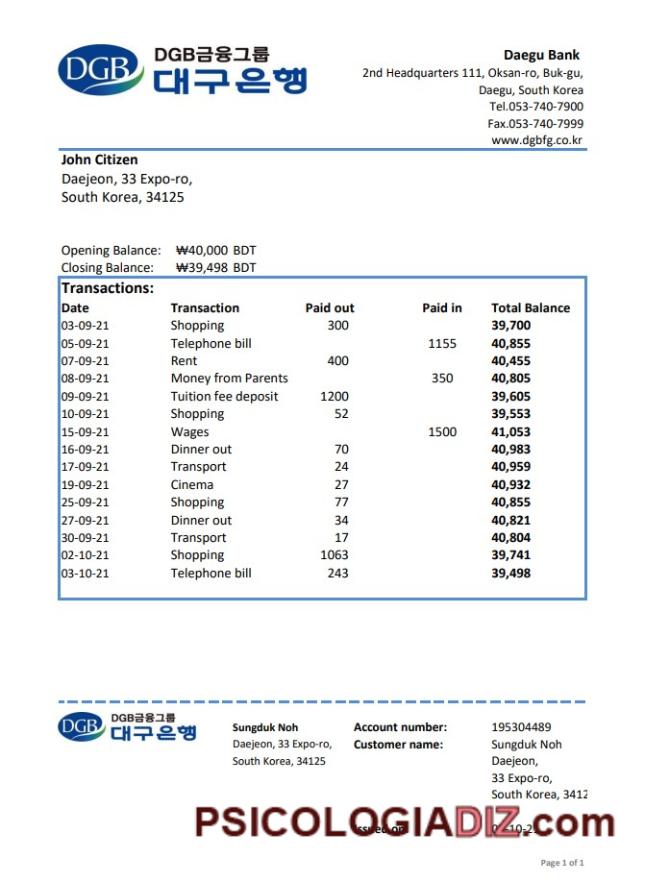 DGB
DGB금융그룹
대구은행
Daegu Bank
2nd Headquarters 111, Oksan-ro, Buk-gu,
Daegu, South Korea
Tel.053-740-7900
Fax.053-740-7999
www.dgbfg.co.kr
John Citizen
Daejeon, 33 Expo-ro,
South Korea, 34125
Opening Balance: ₩40,000 BDT
Closing Balance: ₩39,498 BDT
Transactions:
Date Transaction Paid out Paid in Total Balance
03-09-21 Shopping 300 39,700
05-09-21 Telephone bill 1155 40,855
07-09-21 Rent 400 40,455
08-09-21 Money from Parents 350 40,805
09-09-21 Tuition fee deposit 1200 39,605
10-09-21 Shopping 52 39,553
15-09-21 Wages 1500 41,053
16-09-21 Dinner out 70 40,983
17-09-21 Transport 24 40,959
19-09-21 Cinema 27 40,932
25-09-21 Shopping 77 40,855
27-09-21 Dinner out 34 40,821
30-09-21 Transport 17 40,804
02-10-21 Shopping 1063 39,741
03-10-21 Telephone bill 243 39,498
DGB
DGB금융그룹
대구은행
Sungduk Noh Account number: 195304489
Daejeon, 33 Expo-ro, Customer name: Sungduk Noh
South Korea, 34125 Daejeon,
33 Expo-ro,
South Korea, 3412
PSICOLOGIADIZ.com
Page 1 of 1